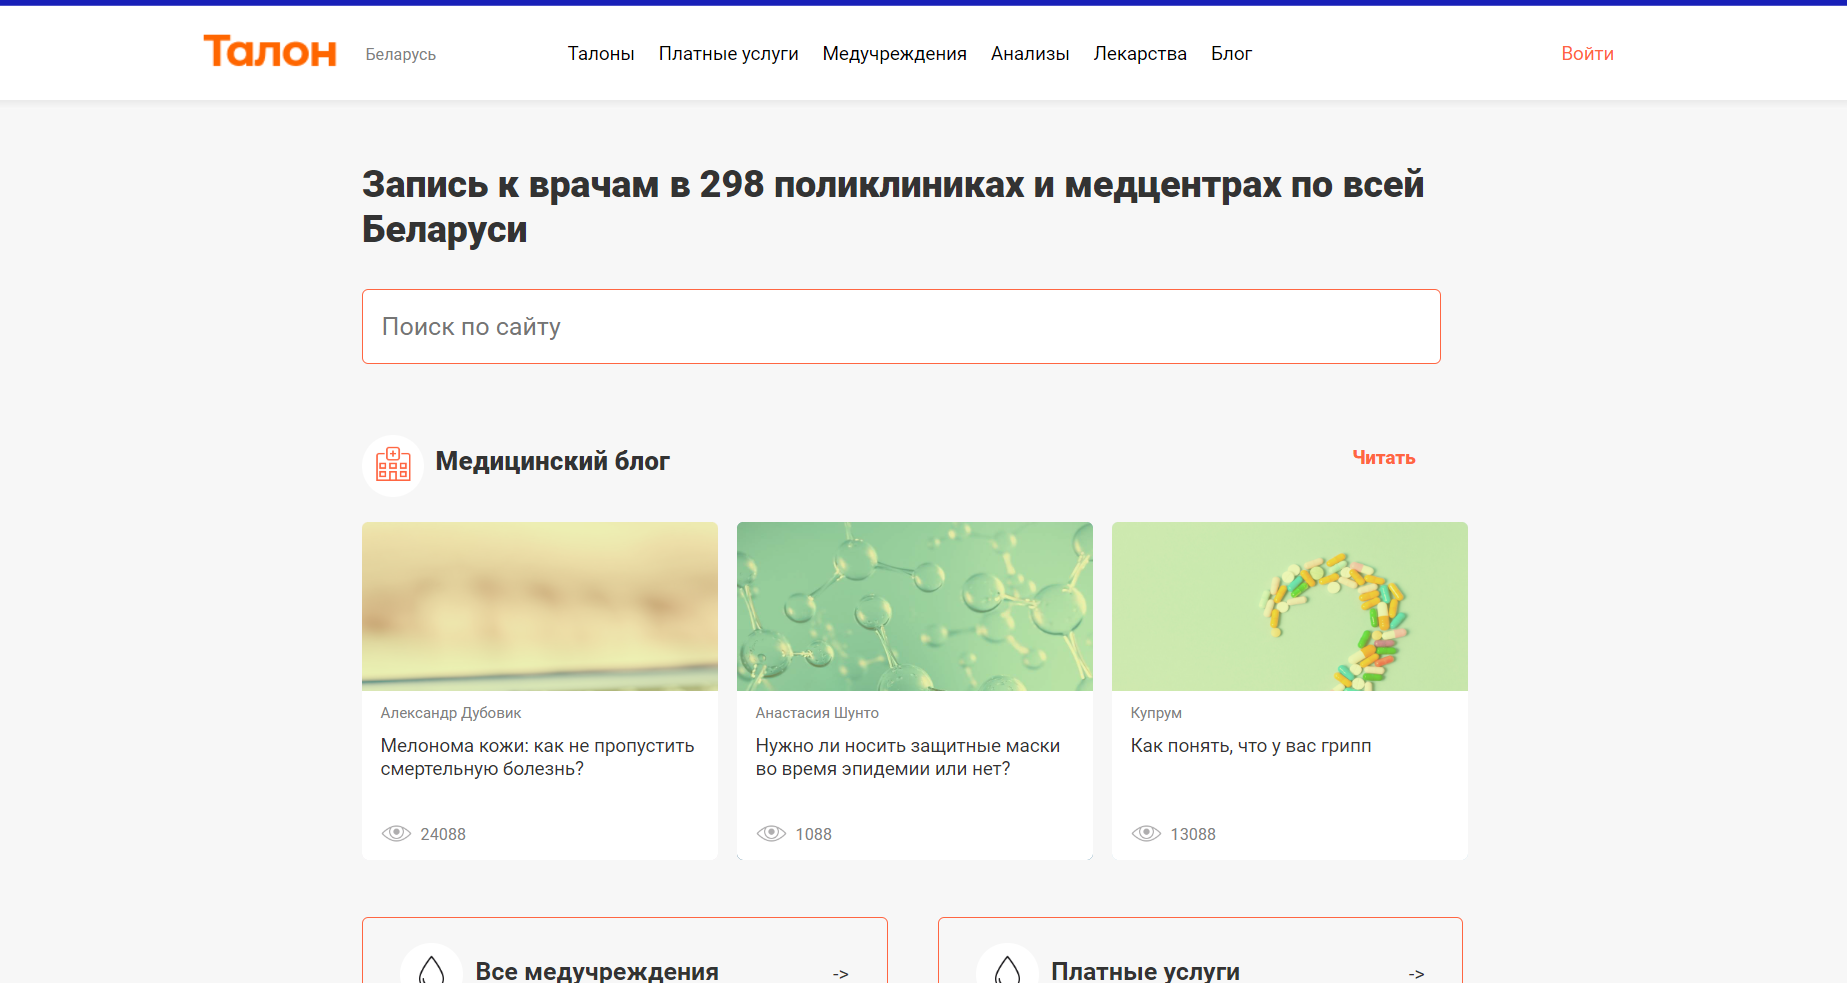 Талон
Беларусь
Талоны Платные услуги Медучреждения Анализы Лекарства Блог
Войти
Запись к врачам в 298 поликлиниках и медцентрах по всей
Беларуси
Поиск по сайту
Медицинский блог
Читать
Александр Дубовик
Мелонома кожи: как не пропустить
смертельную болезнь?
24088
Анастасия Шунто
Нужно ли носить защитные маски
во время эпидемии или нет?
1088
Купрум
Как понять, что у вас грипп
13088
Все медучреждения ->
Платные услуги ->